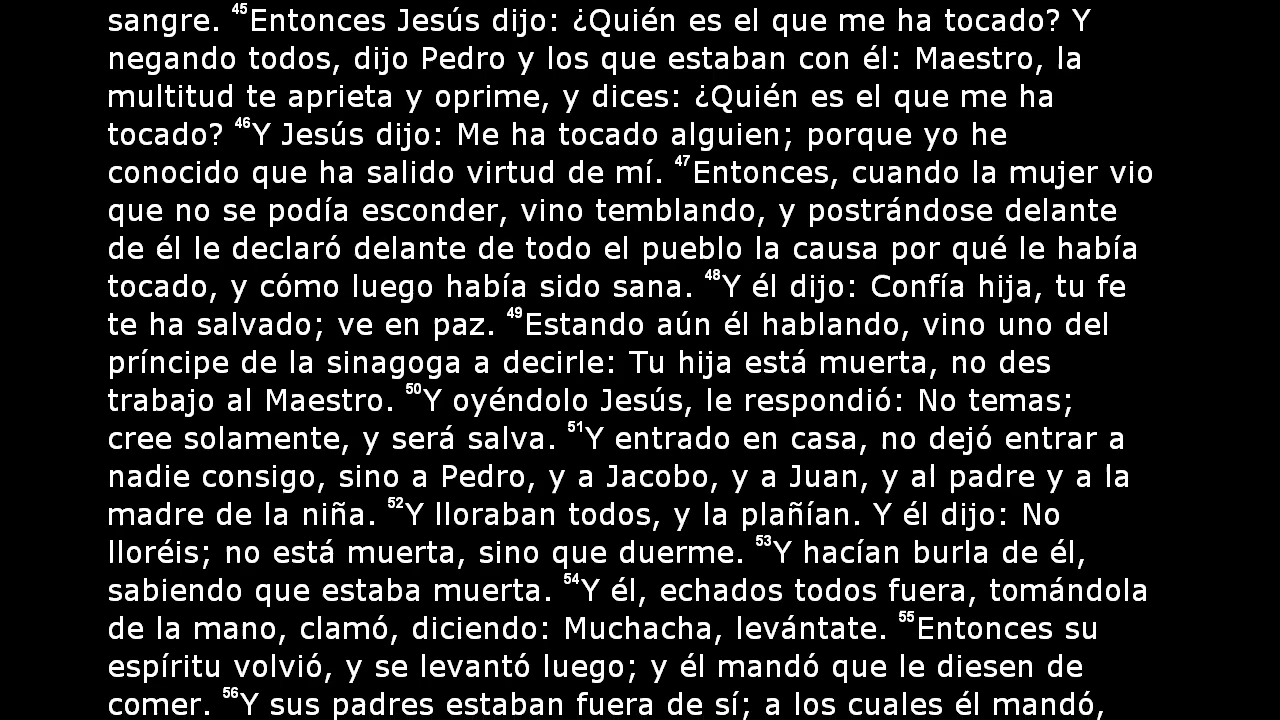 sangre. 45Entonces Jesús dijo: ¿Quién es el que me ha tocado? Y
negando todos, dijo Pedro y los que estaban con él: Maestro, la
multitud te aprieta y oprime, y dices: ¿Quién es el que me ha
tocado? 46Y Jesús dijo: Me ha tocado alguien; porque yo he
conocido que ha salido virtud de mí. 47Entonces, cuando la mujer vio
que no se podía esconder, vino temblando, y postrándose delante
de él le declaró delante de todo el pueblo la causa por qué le había
tocado, y cómo luego había sido sana. 48Y él dijo: Confía hija, tu fe
te ha salvado; ve en paz. 49Estando aún él hablando, vino uno del
príncipe de la sinagoga a decirle: Tu hija está muerta, no des
trabajo al Maestro. 50Y oyéndolo Jesús, le respondió: No temas;
cree solamente, y será salva. 51Y entrado en casa, no dejó entrar a
nadie consigo, sino a Pedro, y a Jacobo, y a Juan, y al padre y a la
madre de la niña. 52Y lloraban todos, y la plañían. Y él dijo: No
lloréis; no está muerta, sino que duerme. 53Y hacían burla de él,
sabiendo que estaba muerta. 54Y él, echados todos fuera, tomándola
de la mano, clamó, diciendo: Muchacha, levántate. 55Entonces su
espíritu volvió, y se levantó luego; y él mandó que le diesen de
comer. 56Y sus padres estaban fuera de sí; a los cuales él mandó,